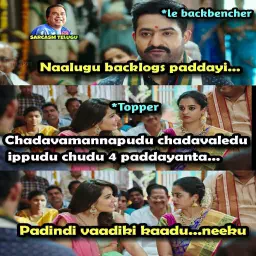 *le backbencher
SARCASM TELUGU
Naalugu backlogs paddayi...
*Topper
Chadavamannapudu chadavaledu
ippudu chudu 4 paddayanta...
Padindi vaadiki kaadu...neeku